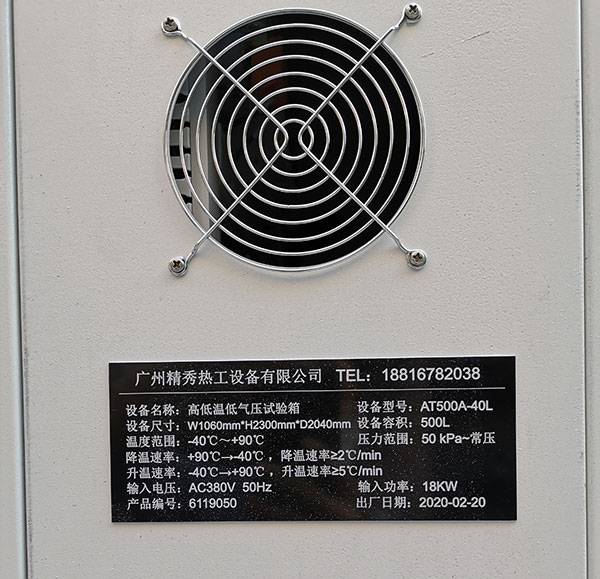 广州精秀热工设备有限公司 TEL：18816782038
设备名称：高低温低气压试验箱 设备型号：AT500A-40L
设备尺寸：W1060mm*H2300mm*D2040mm 设备容积：500L
温度范围：-40℃～+90℃ 压力范围：50 kPa~常压
降温速率：+90℃→-40℃，降温速率≥2℃/min
升温速率：-40℃→+90℃，升温速率≥5℃/min
输入电压：AC380V 50Hz 输入功率：18KW
产品编号：6119050 出厂日期：2020-02-20